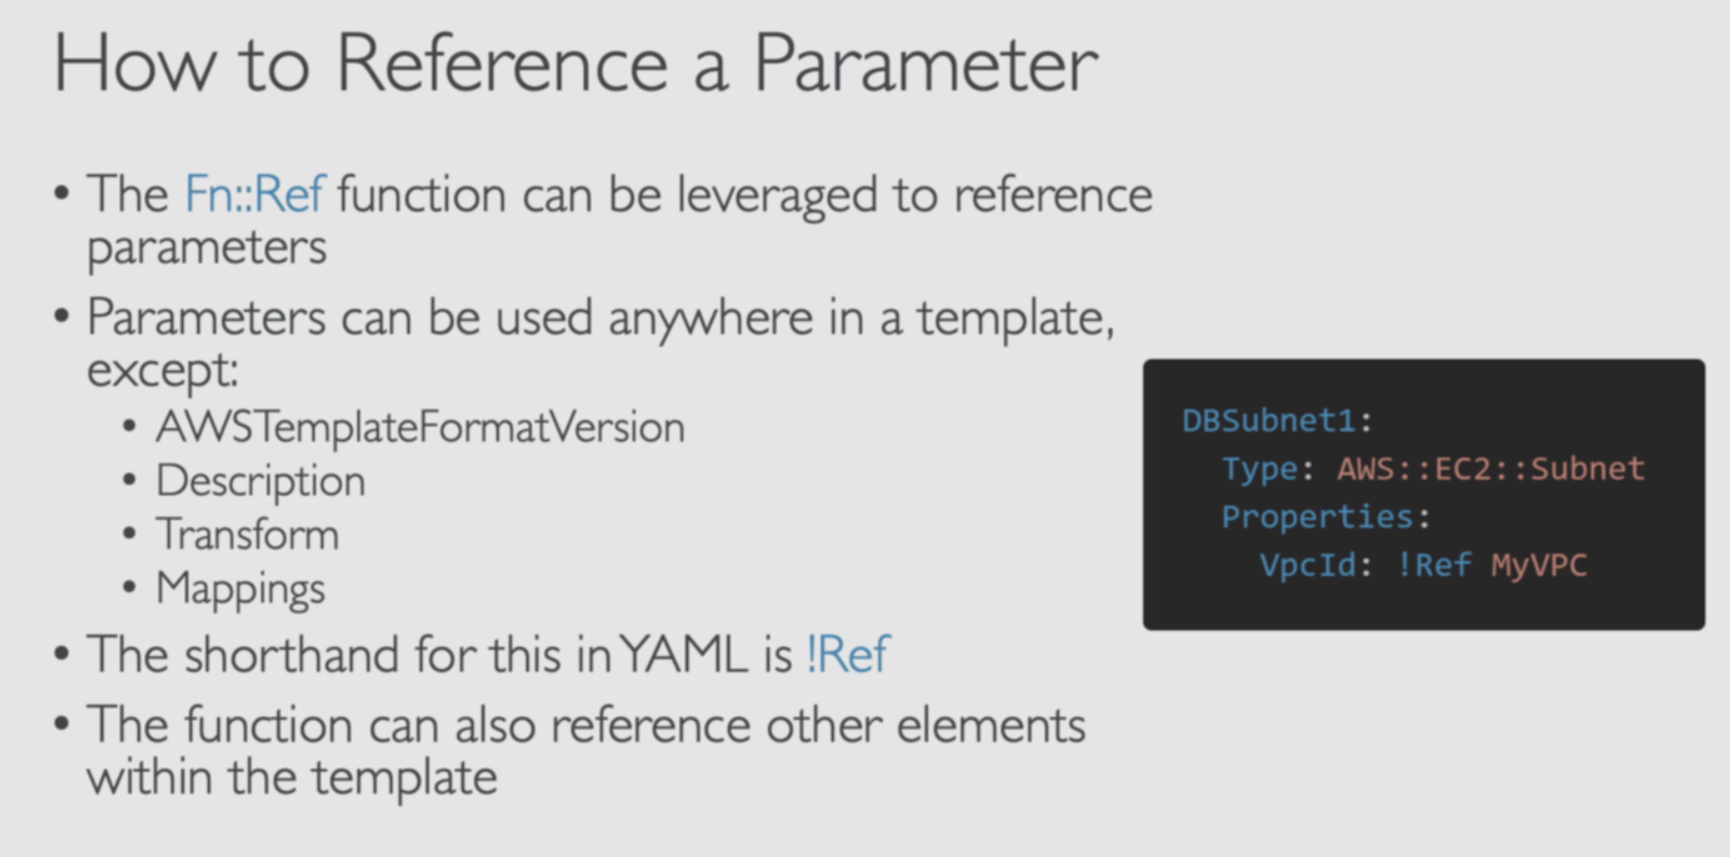 How to Reference a Parameter
• The Fn::Ref function can be leveraged to reference
parameters
• Parameters can be used anywhere in a template,
except:
• AWSTemplateFormatVersion
• Description
• Transform
• Mappings
• The shorthand for this in YAML is !Ref
• The function can also reference other elements
within the template
DBSubnet1:
  Type: AWS::EC2::Subnet
  Properties:
    VpcId: !Ref MyVPC